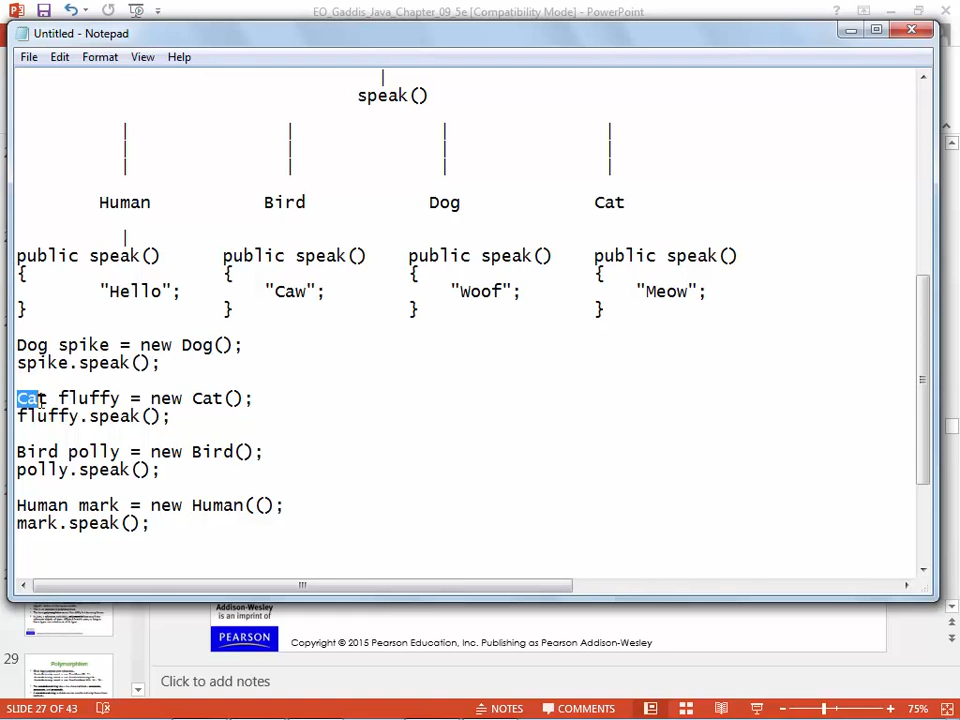 EO_Gaddis_Java_Chapter_09_5e [Compatibility Mode] - PowerPoint
Untitled - Notepad
File Edit Format View Help
|
speak()
| | | |
| | | |
| | | |
Human Bird Dog Cat
|
public speak() public speak() public speak() public speak()
{ { { {
"Hello"; "Caw"; "Woof"; "Meow";
} } } }
Dog spike = new Dog();
spike.speak();
Cat fluffy = new Cat();
fluffy.speak();
Bird polly = new Bird();
polly.speak();
Human mark = new Human(();
mark.speak();
Addison-Wesley
is an imprint of
PEARSON
Copyright © 2015 Pearson Education, Inc. Publishing as Pearson Addison-Wesley
29
Polymorphism
Click to add notes
SLIDE 27 OF 43 NOTES COMMENTS 75%